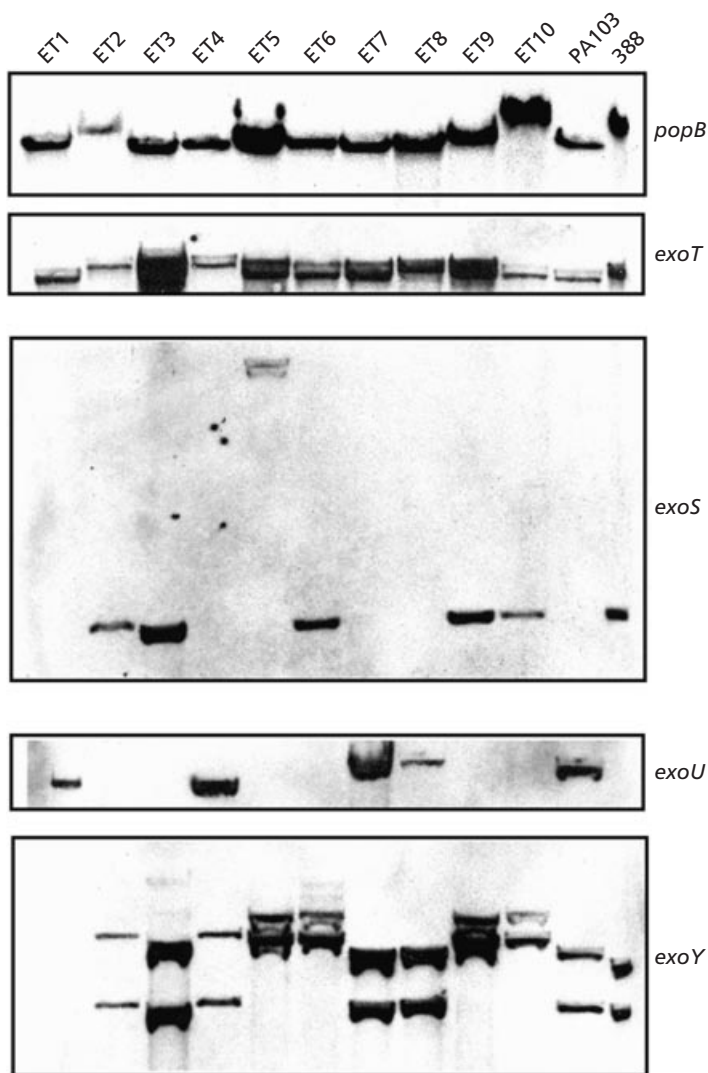 ET1 ET2 ET3 ET4 ET5 ET6 ET7 ET8 ET9 ET10 PA103 388
popB
exoT
exoS
exoU
exoY